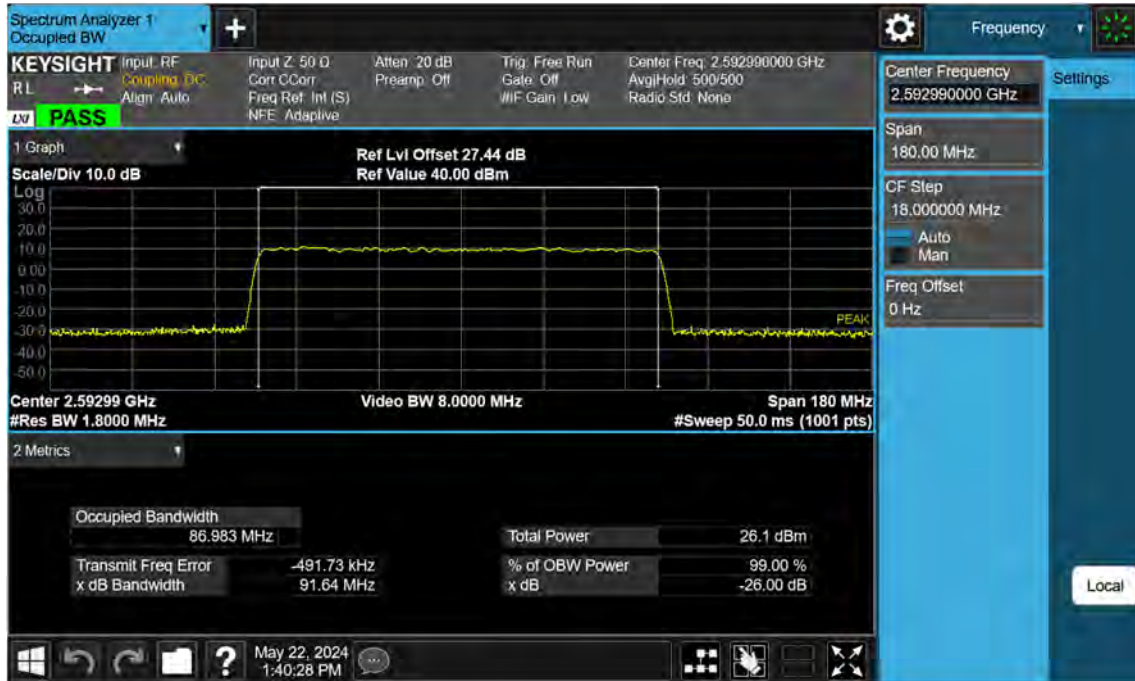 Spectrum Analyzer 1
Occupied BW
+
Frequency
KEYSIGHT
Input: RF
Coupling: DC
Align: Auto
RL
LXI
PASS
Input Z: 50 Ω
Corr CCorr
Freq Ref: Int (S)
NFE: Adaptive
Atten: 20 dB
Preamp: Off
Trig: Free Run
Gate: Off
#IF Gain: Low
Center Freq: 2.592990000 GHz
Avg|Hold: 500/500
Radio Std: None
Center Frequency
2.592990000 GHz
Settings
Span
180.00 MHz
CF Step
18.000000 MHz
Auto
Man
Freq Offset
0 Hz
1 Graph
Scale/Div 10.0 dB
Ref Lvl Offset 27.44 dB
Ref Value 40.00 dBm
Log
30.0
20.0
10.0
0.00
-10.0
-20.0
-30.0
-40.0
-50.0
PEAK
Center 2.59299 GHz
#Res BW 1.8000 MHz
Video BW 8.0000 MHz
Span 180 MHz
#Sweep 50.0 ms (1001 pts)
2 Metrics
Occupied Bandwidth
86.983 MHz
Total Power 26.1 dBm
Transmit Freq Error -491.73 kHz
% of OBW Power 99.00 %
x dB Bandwidth 91.64 MHz
x dB -26.00 dB
Local
?
May 22, 2024
1:40:28 PM